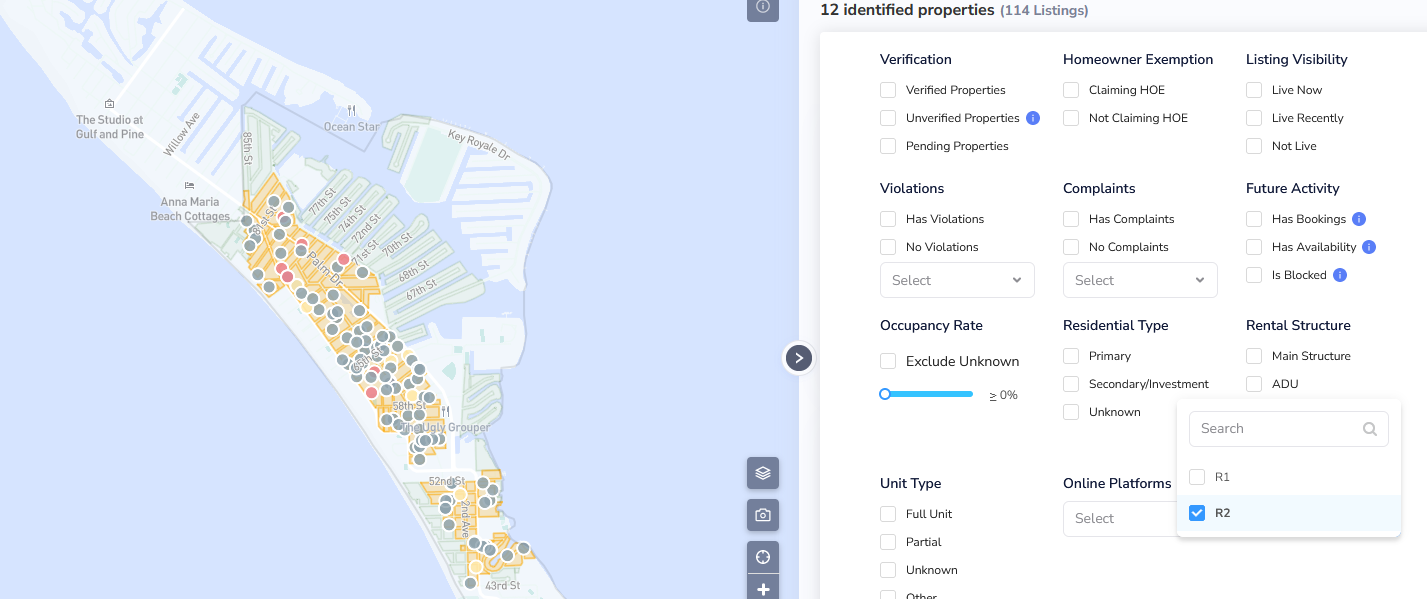 12 identified properties (114 Listings)
Verification
Verified Properties
Unverified Properties
Pending Properties
Homeowner Exemption
Claiming HOE
Not Claiming HOE
Listing Visibility
Live Now
Live Recently
Not Live
Violations
Has Violations
No Violations
Select
Complaints
Has Complaints
No Complaints
Select
Future Activity
Has Bookings
Has Availability
Is Blocked
Occupancy Rate
Exclude Unknown
≥ 0%
Residential Type
Primary
Secondary/Investment
Unknown
Rental Structure
Main Structure
ADU
Search
R1
R2
Unit Type
Full Unit
Partial
Unknown
Other
Online Platforms
Select
The Studio at
Gulf and Pine
Willow Ave
85th St
Ocean Star
Key Royale Dr
Anna Maria
Beach Cottages
77th St
75th St
74th St
72nd St
71st St
70th St
68th St
67th St
Palm Dr
58th St
The Ugly Grouper
52nd St
2nd Ave
43rd St